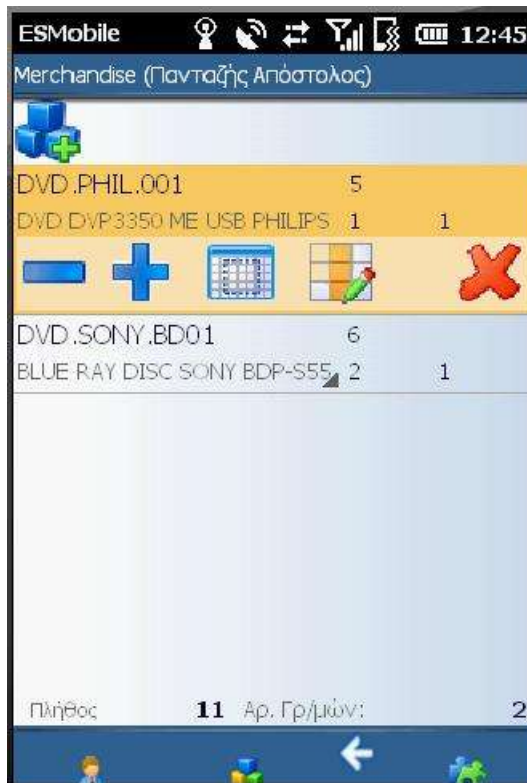 ESMobile 12:45
Merchandise (Πανταζής Απόστολος)
DVD.PHIL.001 5
DVD DVP3350 ME USB PHILIPS 1 1
DVD.SONY.BD01 6
BLUE RAY DISC SONY BDP-S55 2 1
Πλήθος 11 Αρ. Γρ/μών: 2